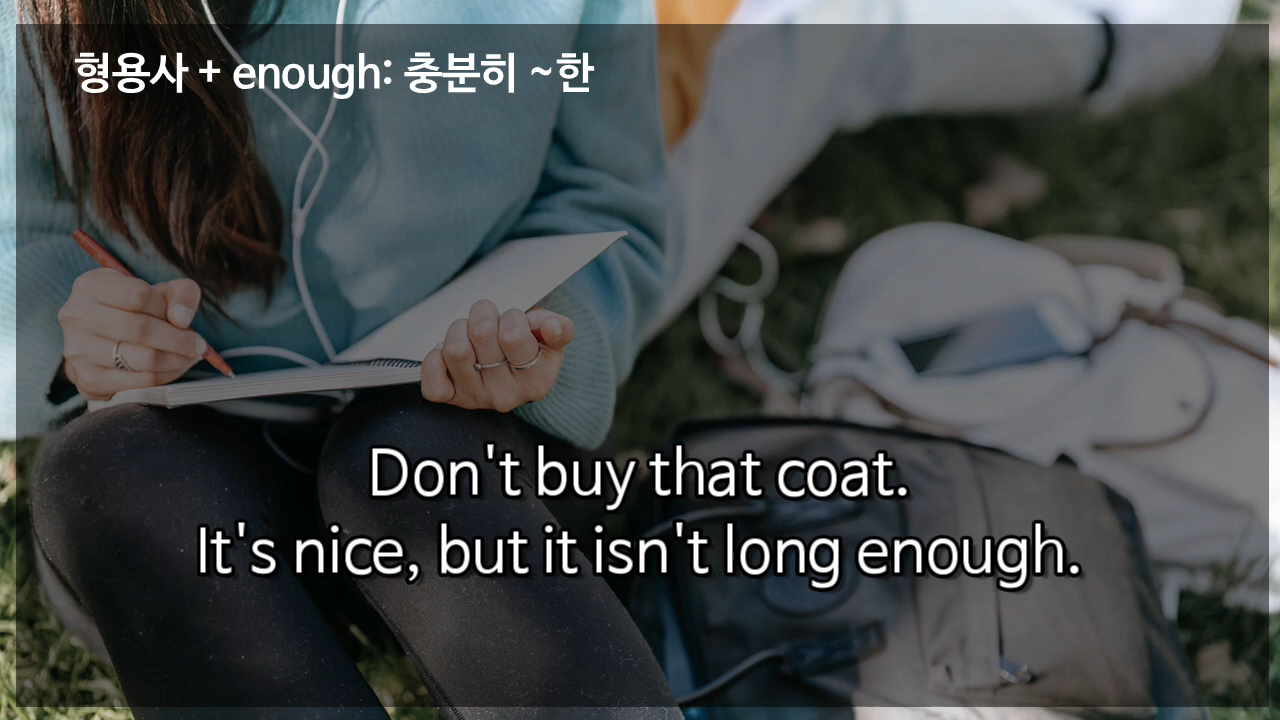 형용사 + enough: 충분히 ~한
Don't buy that coat.
It's nice, but it isn't long enough.